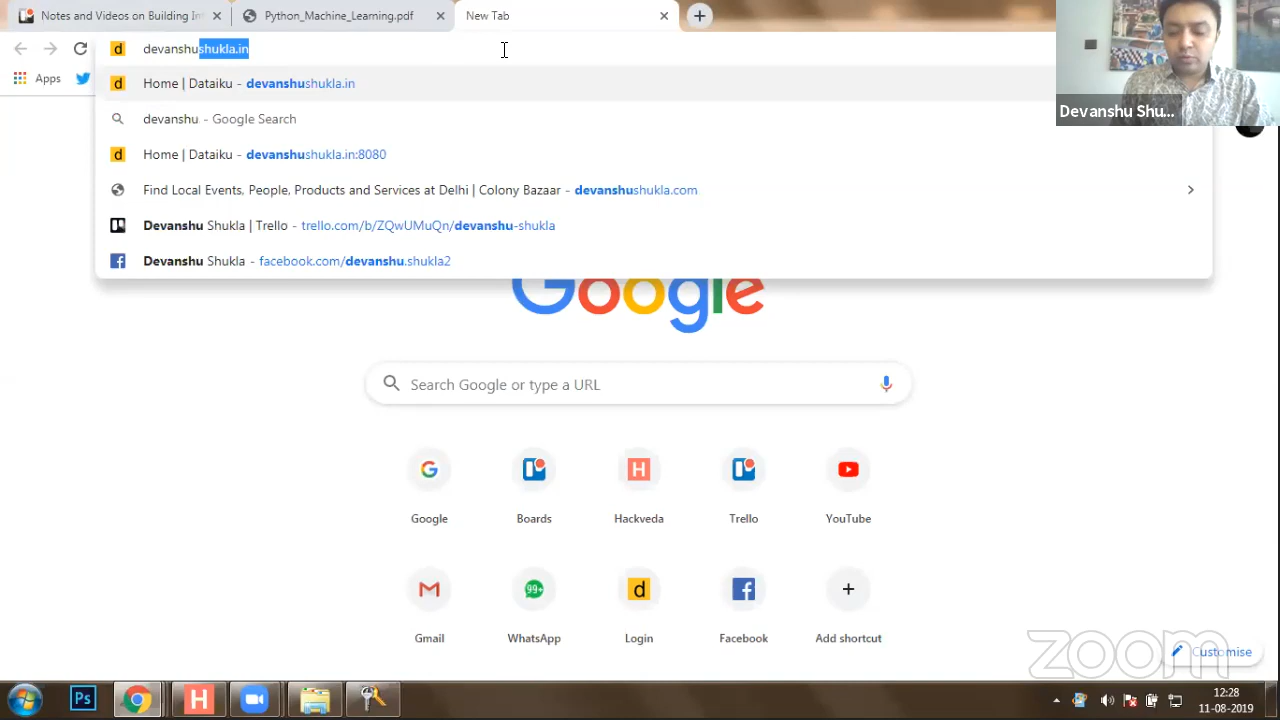 Notes and Videos on Building In
Python_Machine_Learning.pdf
New Tab
devanshushukla.in
Apps
Home | Dataiku - devanshushukla.in
devanshu - Google Search
Home | Dataiku - devanshushukla.in:8080
Find Local Events, People, Products and Services at Delhi | Colony Bazaar - devanshushukla.com
Devanshu Shukla | Trello - trello.com/b/ZQwUMuQn/devanshu-shukla
Devanshu Shukla - facebook.com/devanshu.shukla2
Devanshu Shu...
Google
Search Google or type a URL
Google
Boards
Hackveda
Trello
YouTube
Gmail
99+
WhatsApp
d
Login
Facebook
Add shortcut
zoom
Customise
Ps
H
12:28
11-08-2019